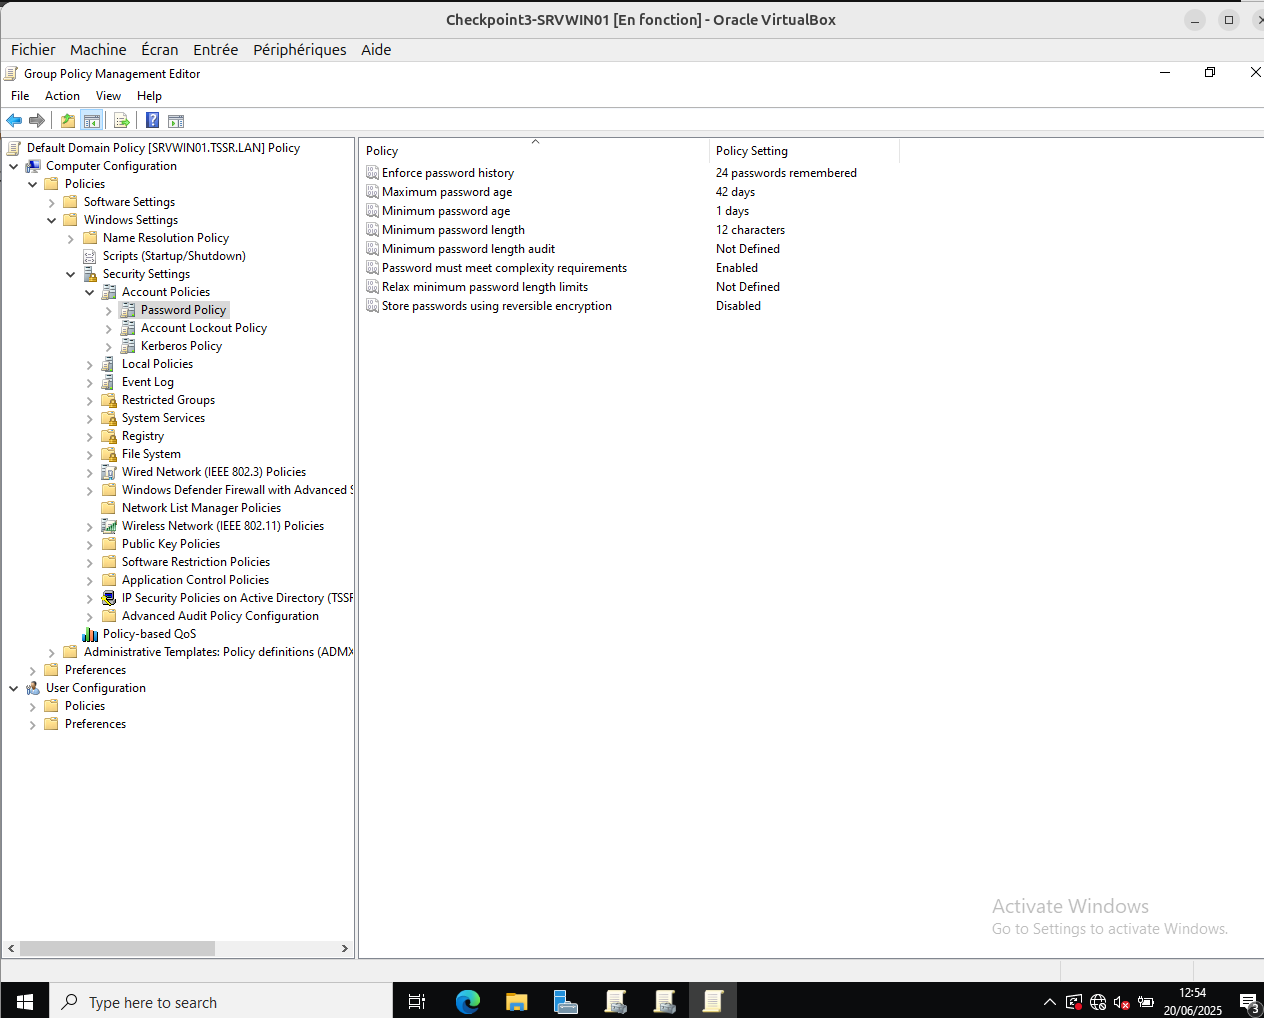 Checkpoint3-SRVWIN01 [En fonction] - Oracle VirtualBox
Fichier Machine Écran Entrée Périphériques Aide
Group Policy Management Editor
File Action View Help
Default Domain Policy [SRVWIN01.TSSR.LAN] Policy
Computer Configuration
Policies
Software Settings
Windows Settings
Name Resolution Policy
Scripts (Startup/Shutdown)
Security Settings
Account Policies
Password Policy
Account Lockout Policy
Kerberos Policy
Local Policies
Event Log
Restricted Groups
System Services
Registry
File System
Wired Network (IEEE 802.3) Policies
Windows Defender Firewall with Advanced S
Network List Manager Policies
Wireless Network (IEEE 802.11) Policies
Public Key Policies
Software Restriction Policies
Application Control Policies
IP Security Policies on Active Directory (TSSR
Advanced Audit Policy Configuration
Policy-based QoS
Administrative Templates: Policy definitions (ADMX
Preferences
User Configuration
Policies
Preferences
Policy Policy Setting
Enforce password history 24 passwords remembered
Maximum password age 42 days
Minimum password age 1 days
Minimum password length 12 characters
Minimum password length audit Not Defined
Password must meet complexity requirements Enabled
Relax minimum password length limits Not Defined
Store passwords using reversible encryption Disabled
Activate Windows
Go to Settings to activate Windows.
Type here to search
12:54
20/06/2025
3